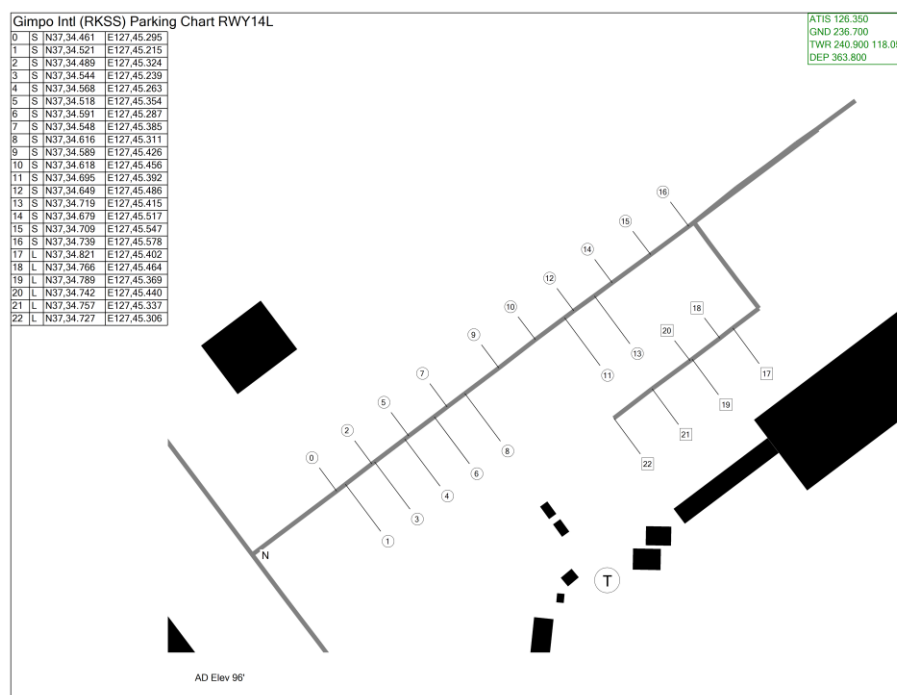 Gimpo Intl (RKSS) Parking Chart RWY14L
0 S N37,34.461 E127,45.295
1 S N37,34.521 E127,45.215
2 S N37,34.489 E127,45.324
3 S N37,34.544 E127,45.239
4 S N37,34.568 E127,45.263
5 S N37,34.518 E127,45.354
6 S N37,34.591 E127,45.287
7 S N37,34.548 E127,45.385
8 S N37,34.616 E127,45.311
9 S N37,34.589 E127,45.426
10 S N37,34.618 E127,45.456
11 S N37,34.695 E127,45.392
12 S N37,34.649 E127,45.486
13 S N37,34.719 E127,45.415
14 S N37,34.679 E127,45.517
15 S N37,34.709 E127,45.547
16 S N37,34.739 E127,45.578
17 L N37,34.821 E127,45.402
18 L N37,34.766 E127,45.464
19 L N37,34.789 E127,45.369
20 L N37,34.742 E127,45.440
21 L N37,34.757 E127,45.337
22 L N37,34.727 E127,45.306
ATIS 126.350
GND 236.700
TWR 240.900 118.05
DEP 363.800
16
15
14
12
10
18
20
9
13
17
7
11
19
5
2
8
21
0
6
22
4
3
1
N
T
AD Elev 96'